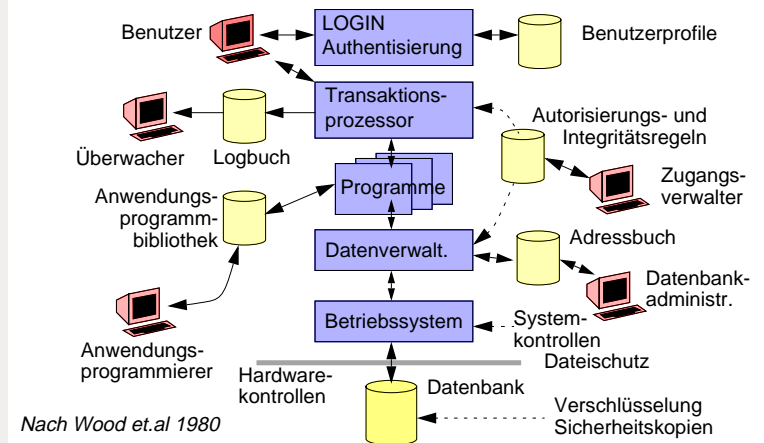 Benutzer
LOGIN
Authentisierung
Benutzerprofile
Transaktions-
prozessor
Autorisierungs- und
Integritätsregeln
Überwacher
Logbuch
Programme
Zugangs-
verwalter
Anwendungs-
programm-
bibliothek
Datenverwalt.
Adressbuch
Datenbank-
administr.
Betriebssystem
System-
kontrollen
Dateischutz
Anwendungs-
programmierer
Hardware-
kontrollen
Datenbank
Verschlüsselung
Sicherheitskopien
Nach Wood et.al 1980